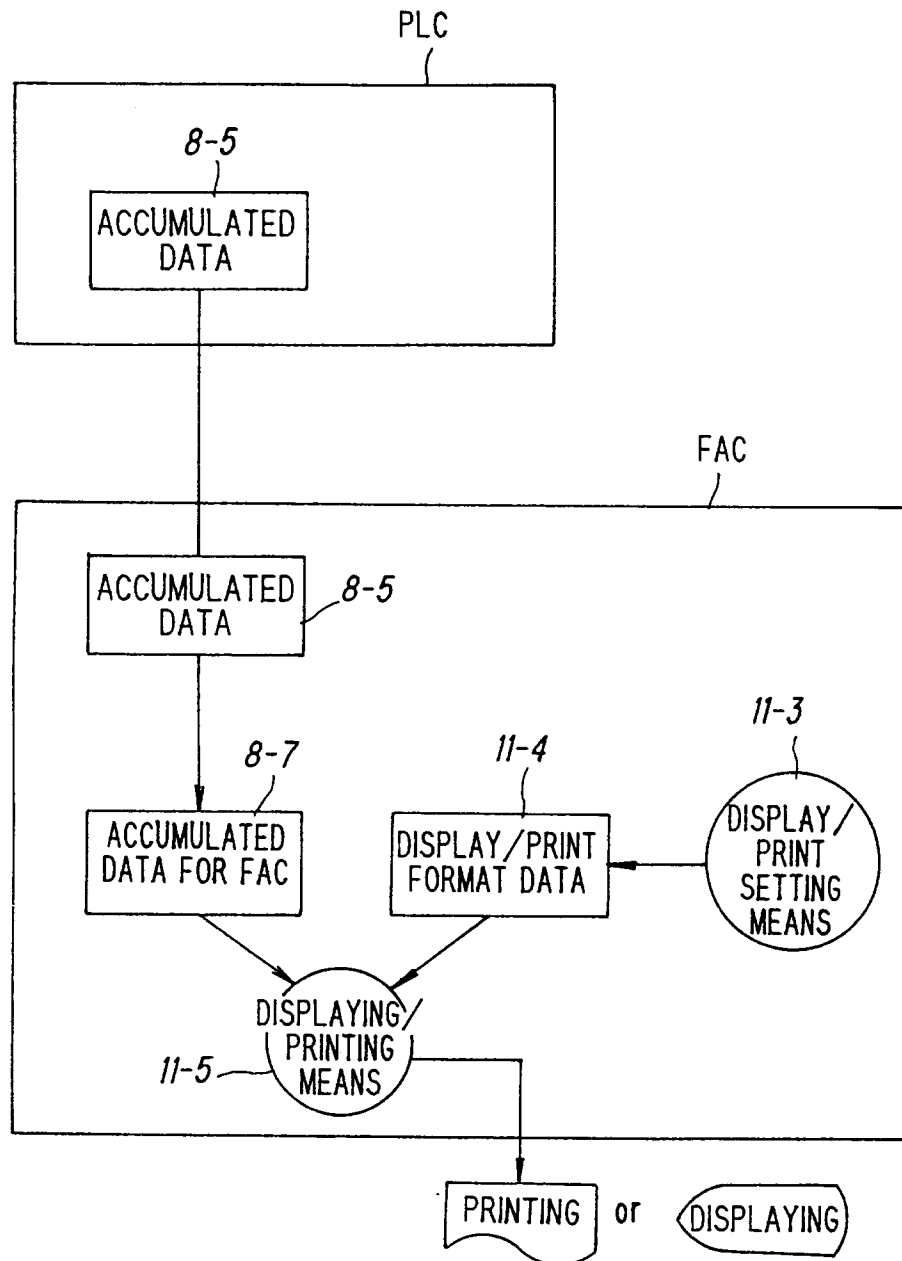 PLC
8-5
ACCUMULATED
DATA
FAC
ACCUMULATED
DATA
8-5
8-7
ACCUMULATED
DATA FOR FAC
11-4
DISPLAY/PRINT
FORMAT DATA
11-3
DISPLAY/
PRINT
SETTING
MEANS
DISPLAYING/
PRINTING
MEANS
11-5
PRINTING or DISPLAYING